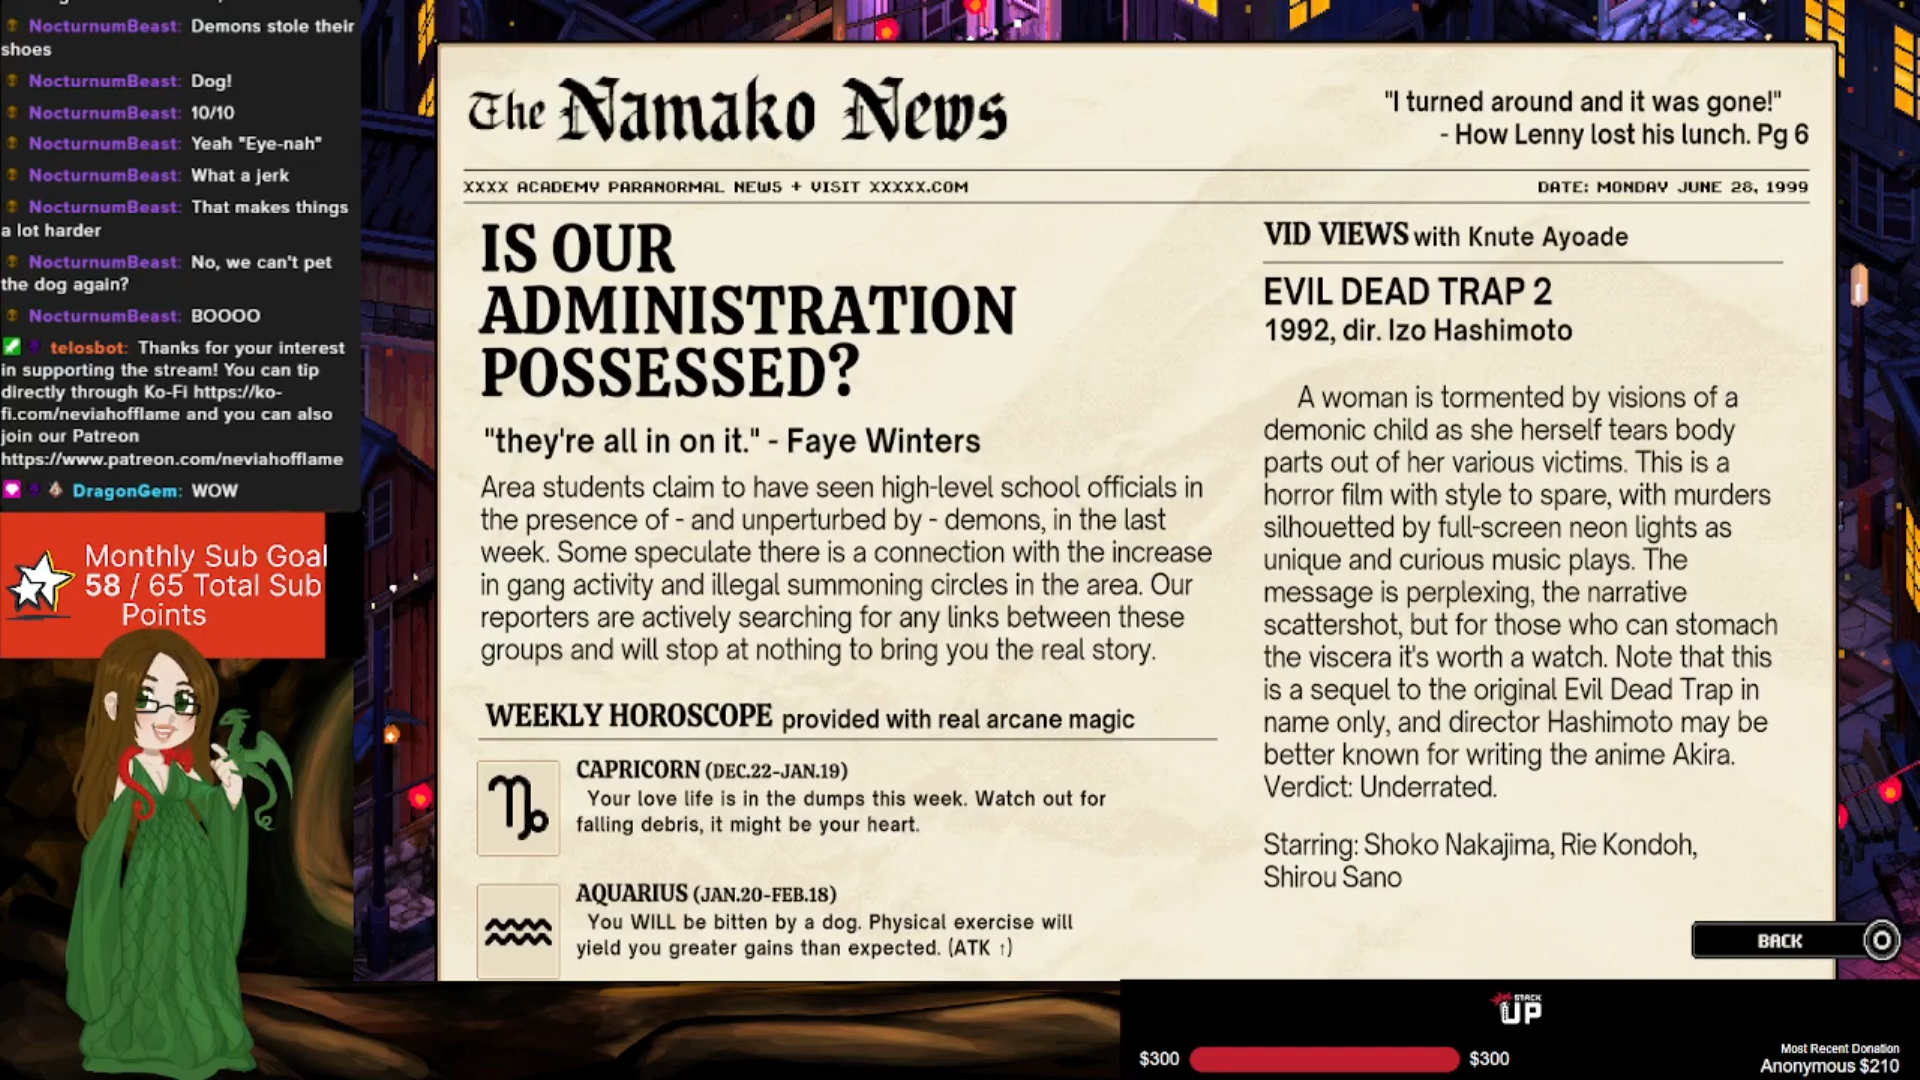 NocturnumBeast: Demons stole their
shoes
NocturnumBeast: Dog!
NocturnumBeast: 10/10
NocturnumBeast: Yeah "Eye-nah"
NocturnumBeast: What a jerk
NocturnumBeast: That makes things
a lot harder
NocturnumBeast: No, we can't pet
the dog again?
NocturnumBeast: BOOOO
telosbot: Thanks for your interest
in supporting the stream! You can tip
directly through Ko-Fi https://ko-
fi.com/neviahofflame and you can also
join our Patreon
https://www.patreon.com/neviahofflame
DragonGem: WOW
Monthly Sub Goal
58 / 65 Total Sub
Points
The Namako News
"I turned around and it was gone!"
- How Lenny lost his lunch. Pg 6
XXXX ACADEMY PARANORMAL NEWS + VISIT XXXXX.COM
DATE: MONDAY JUNE 28, 1999
IS OUR
ADMINISTRATION
POSSESSED?
"they're all in on it." - Faye Winters
Area students claim to have seen high-level school officials in
the presence of - and unperturbed by - demons, in the last
week. Some speculate there is a connection with the increase
in gang activity and illegal summoning circles in the area. Our
reporters are actively searching for any links between these
groups and will stop at nothing to bring you the real story.
WEEKLY HOROSCOPE provided with real arcane magic
CAPRICORN (DEC.22-JAN.19)
Your love life is in the dumps this week. Watch out for
falling debris, it might be your heart.
AQUARIUS (JAN.20-FEB.18)
You WILL be bitten by a dog. Physical exercise will
yield you greater gains than expected. (ATK ↑)
VID VIEWS with Knute Ayoade
EVIL DEAD TRAP 2
1992, dir. Izo Hashimoto
A woman is tormented by visions of a
demonic child as she herself tears body
parts out of her various victims. This is a
horror film with style to spare, with murders
silhouetted by full-screen neon lights as
unique and curious music plays. The
message is perplexing, the narrative
scattershot, but for those who can stomach
the viscera it's worth a watch. Note that this
is a sequel to the original Evil Dead Trap in
name only, and director Hashimoto may be
better known for writing the anime Akira.
Verdict: Underrated.
Starring: Shoko Nakajima, Rie Kondoh,
Shirou Sano
BACK
STACK
UP
$300
$300
Most Recent Donation
Anonymous $210